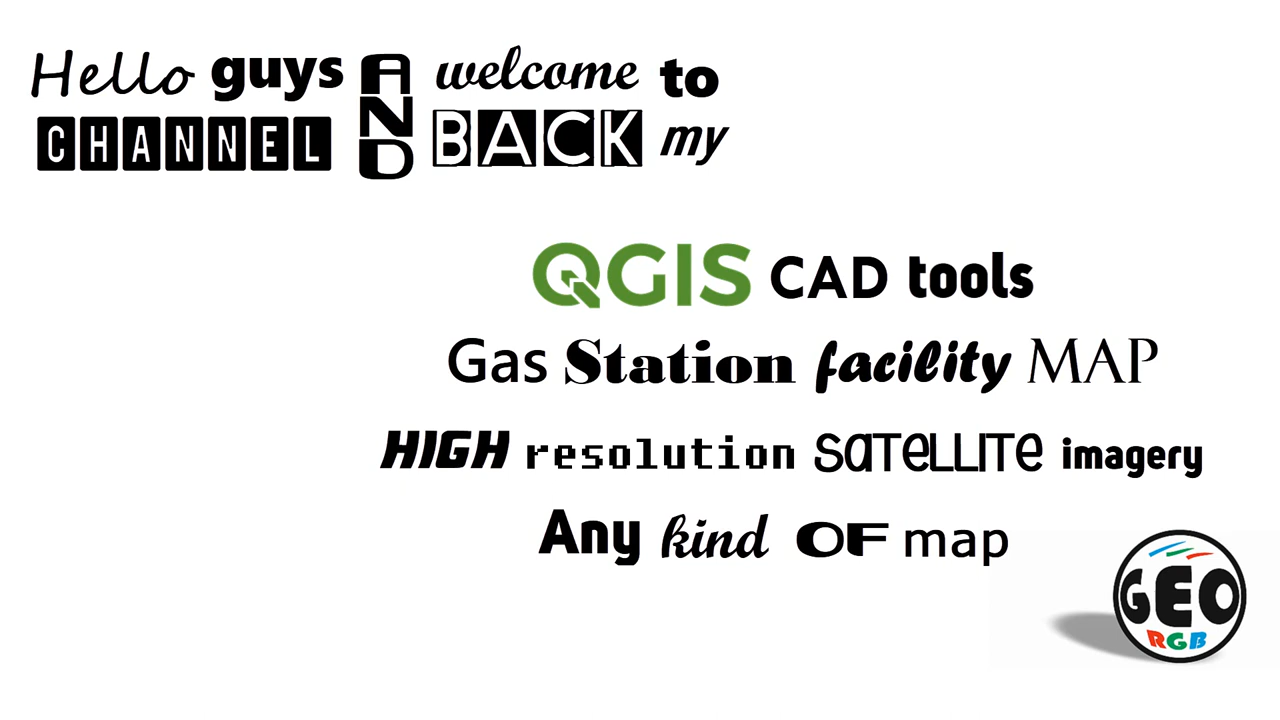 Hello guys AND welcome to
CHANNEL BACK my
QGIS CAD tools
Gas Station facility MAP
HIGH resolution SATELLITE imagery
Any kind OF map
GEO
RGB